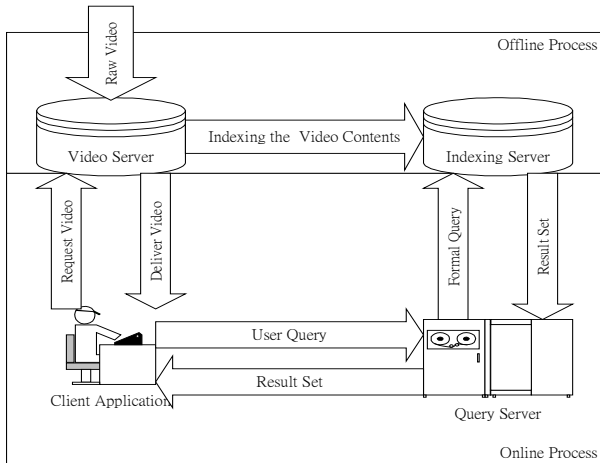 Offline Process
Raw Video
Video Server
Indexing the Video Contents
Indexing Server
Request Video
Deliver Video
Formal Query
Result Set
User Query
Result Set
Client Application
Query Server
Online Process